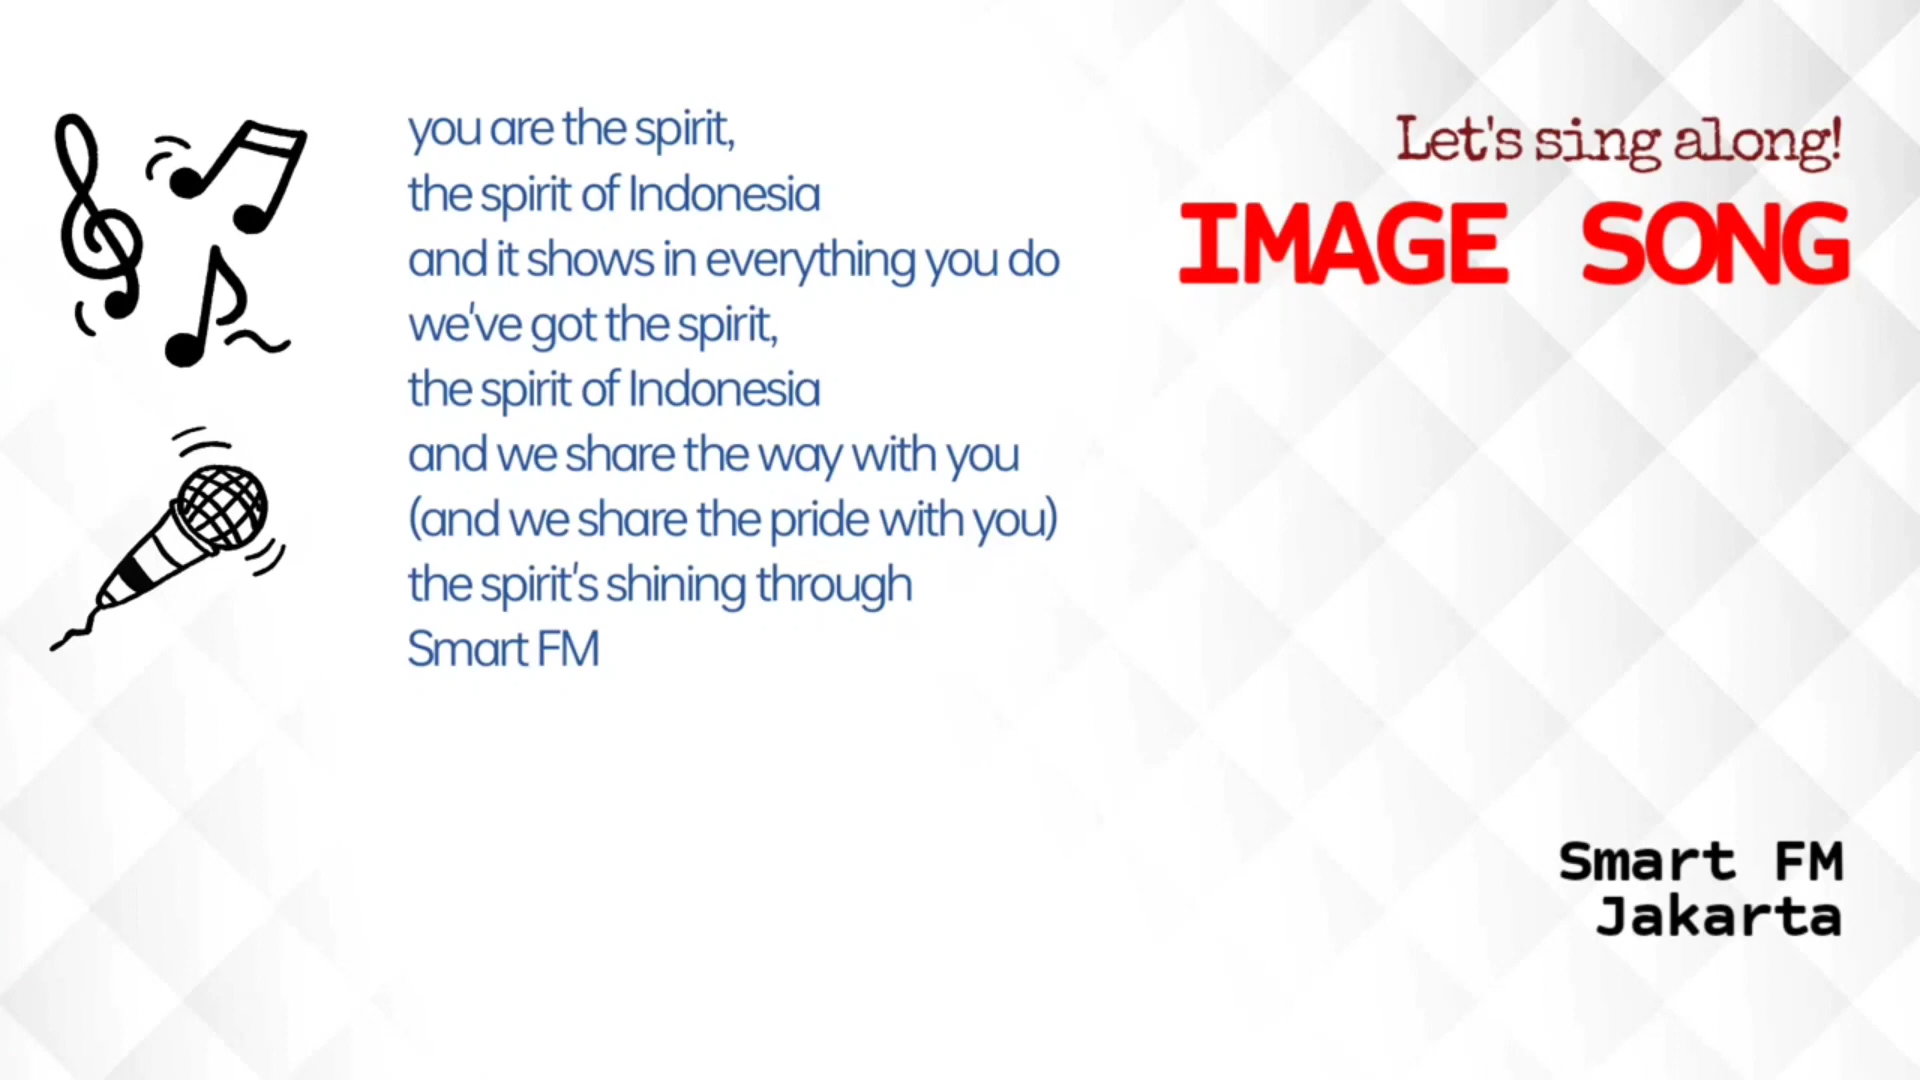 you are the spirit,
the spirit of Indonesia
and it shows in everything you do
we've got the spirit,
the spirit of Indonesia
and we share the way with you
(and we share the pride with you)
the spirit's shining through
Smart FM
Let's sing along!
IMAGE SONG
Smart FM
Jakarta